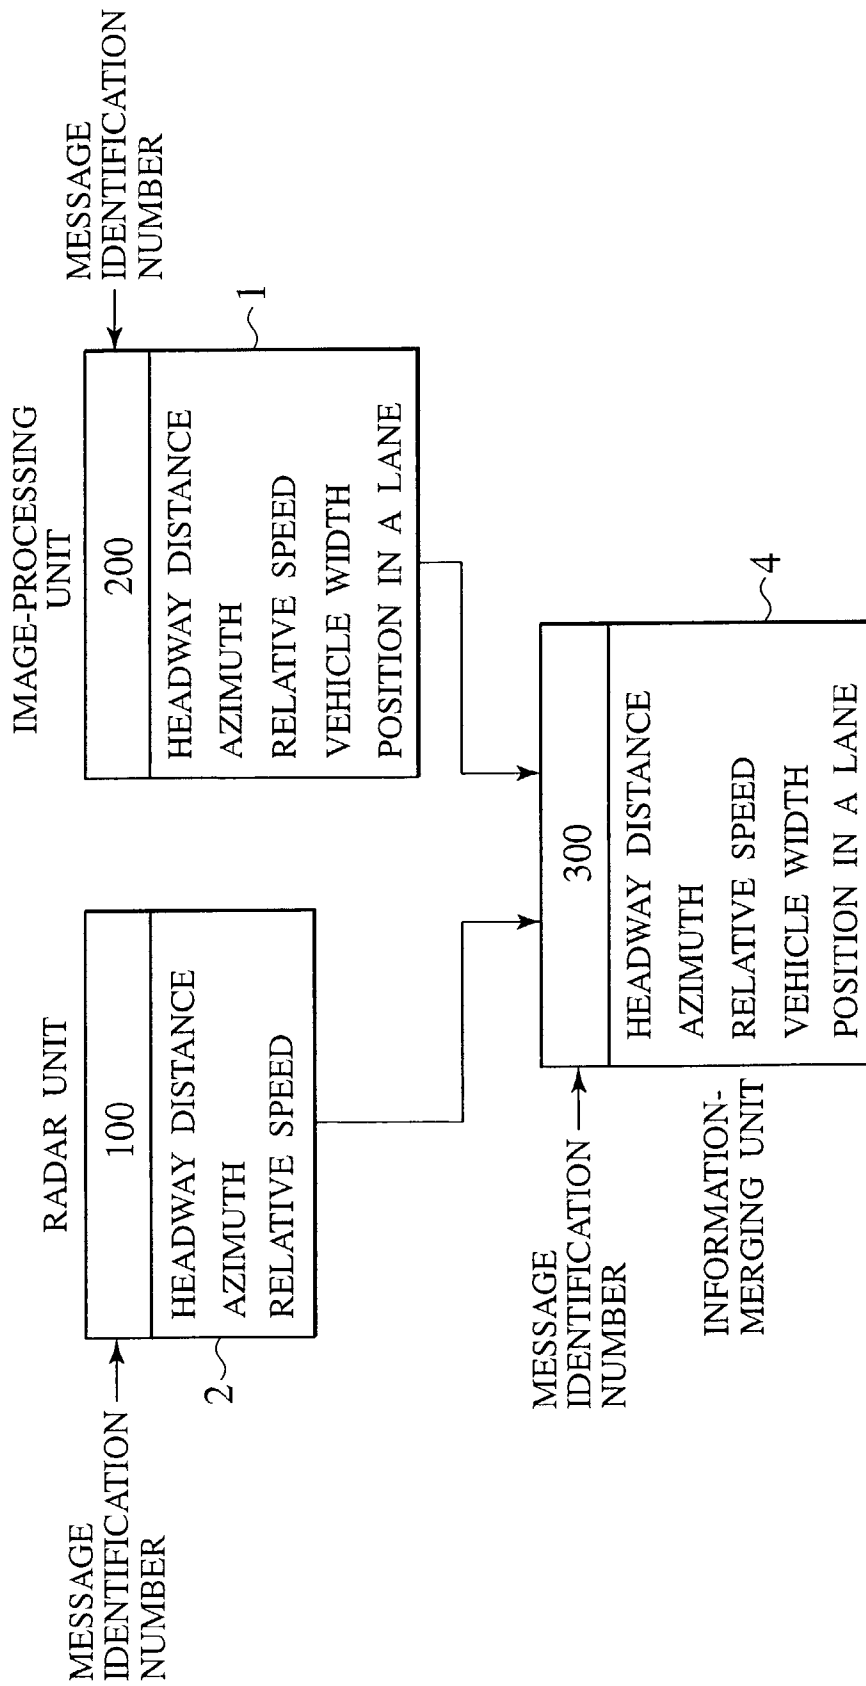 RADAR UNIT
MESSAGE
IDENTIFICATION
NUMBER
100
HEADWAY DISTANCE
AZIMUTH
RELATIVE SPEED
2
IMAGE-PROCESSING
UNIT
MESSAGE
IDENTIFICATION
NUMBER
200
HEADWAY DISTANCE
AZIMUTH
RELATIVE SPEED
VEHICLE WIDTH
POSITION IN A LANE
1
MESSAGE
IDENTIFICATION
NUMBER
INFORMATION-
MERGING UNIT
300
HEADWAY DISTANCE
AZIMUTH
RELATIVE SPEED
VEHICLE WIDTH
POSITION IN A LANE
4